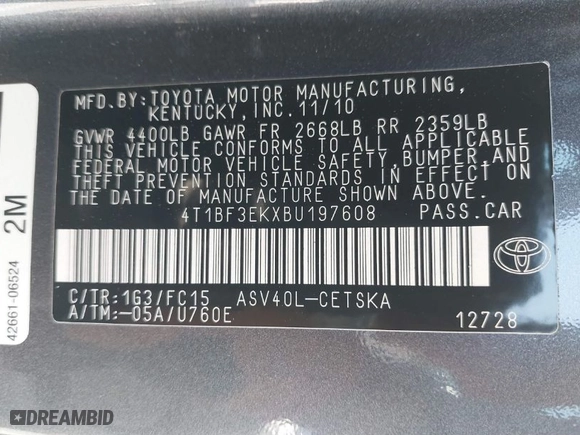 MFD.BY:TOYOTA MOTOR MANUFACTURING,
KENTUCKY,INC.11/10
GVWR 4400LB GAWR FR 2668LB RR 2359LB
THIS VEHICLE CONFORMS TO ALL APPLICABLE
FEDERAL MOTOR VEHICLE SAFETY,BUMPER,AND
THEFT PREVENTION STANDARDS IN EFFECT ON
THE DATE OF MANUFACTURE SHOWN ABOVE.
4T1BF3EKXBU197608 PASS.CAR
C/TR:1G3/FC15 ASV40L-CETSKA
A/TM:-05A/U760E 12728
TOYOTA
42661-06524 2M
DREAMBID